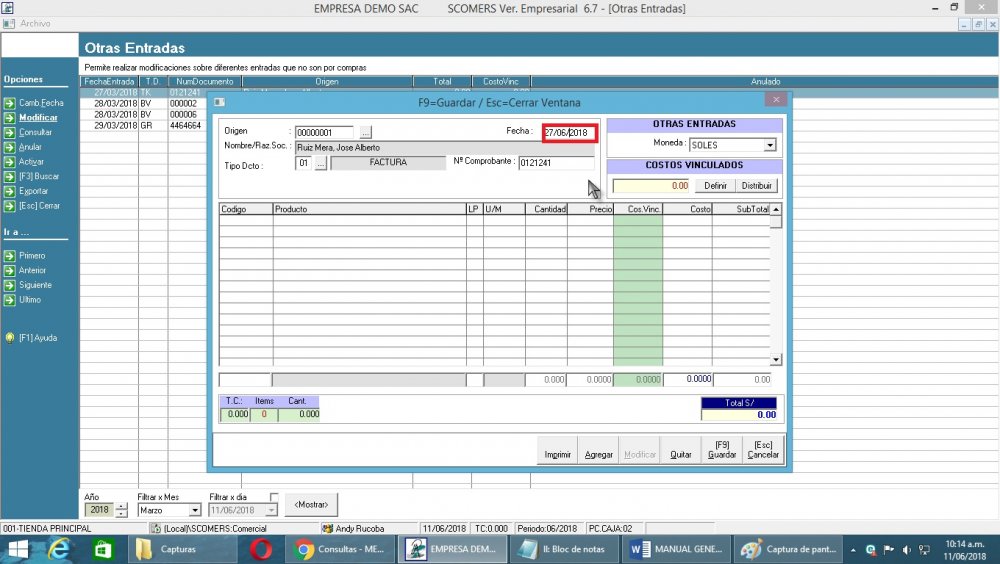 EMPRESA DEMO SAC SCOMERS Ver. Empresarial 6.7 - [Otras Entradas]
Archivo
Otras Entradas
Permite realizar modificaciones sobre diferentes entradas que no son por compras
Opciones
Camb.Fecha
Modificar
Consultar
Anular
Activar
[F3] Buscar
Exportar
[Esc] Cerrar
Ir a ...
Primero
Anterior
Siguiente
Ultimo
[F1] Ayuda
FechaEntrada T.D. NumDocumento Origen Total CostoVinc Anulado
27/03/2018 TK 0121241
28/03/2018 BV 000002
28/03/2018 BV 000006
29/03/2018 GR 4464664
F9=Guardar / Esc=Cerrar Ventana
Origen : 00000001 ... Fecha : 27/06/2018
Nombre/Raz.Soc. : Ruiz Mera, Jose Alberto
Tipo Dcto : 01 ... FACTURA Nº Comprobante : 0121241
OTRAS ENTRADAS
Moneda : SOLES
COSTOS VINCULADOS
0.00 Definir Distribuir
Codigo Producto LP U/M Cantidad Precio Cos.Vinc. Costo SubTotal
0.000 0.0000 0.0000 0.0000 0.00
T.C.: Items Cant.
0.000 0 0.000
Total S/
0.00
Imprimir Agregar Modificar Quitar [F9] Guardar [Esc] Cancelar
Año Filtrar x Mes Filtrar x dia
2018 Marzo 11/06/2018 <Mostrar>
001-TIENDA PRINCIPAL (Local)\SCOMERS:Comercial Andy Rucoba 11/06/2018 TC:0.000 Periodo:06/2018 PC.CAJA:02
Capturas Consultas - ME... EMPRESA DEM... II: Bloc de notas MANUAL GENE... Captura de pant...
10:14 a.m.
11/06/2018